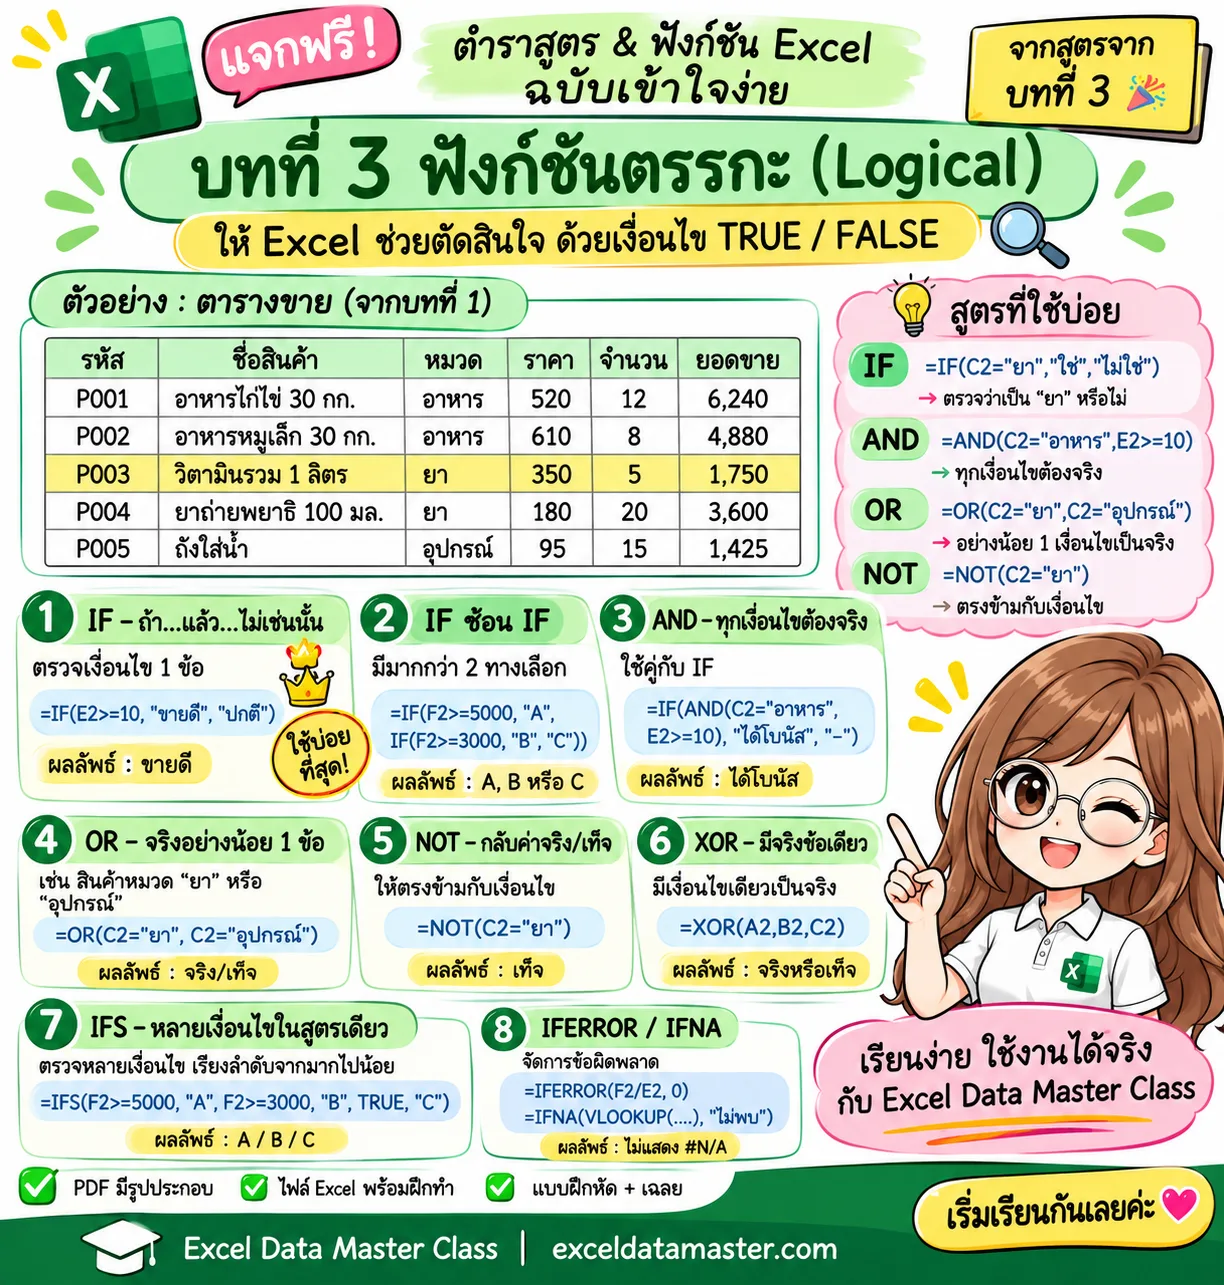 X
แจกฟรี!
ตำราสูตร & ฟังก์ชัน Excel
ฉบับเข้าใจง่าย
จากสูตรจาก
บทที่ 3
บทที่ 3 ฟังก์ชันตรรกะ (Logical)
ให้ Excel ช่วยตัดสินใจ ด้วยเงื่อนไข TRUE / FALSE
ตัวอย่าง : ตารางขาย (จากบทที่ 1)
รหัส ชื่อสินค้า หมวด ราคา จำนวน ยอดขาย
P001 อาหารไก่ไข่ 30 กก. อาหาร 520 12 6,240
P002 อาหารหมูเล็ก 30 กก. อาหาร 610 8 4,880
P003 วิตามินรวม 1 ลิตร ยา 350 5 1,750
P004 ยาถ่ายพยาธิ 100 มล. ยา 180 20 3,600
P005 ถังใส่น้ำ อุปกรณ์ 95 15 1,425
สูตรที่ใช้บ่อย
IF =IF(C2="ยา","ใช่","ไม่ใช่")
→ ตรวจว่าเป็น "ยา" หรือไม่
AND =AND(C2="อาหาร",E2>=10)
→ ทุกเงื่อนไขต้องจริง
OR =OR(C2="ยา",C2="อุปกรณ์")
→ อย่างน้อย 1 เงื่อนไขเป็นจริง
NOT =NOT(C2="ยา")
→ ตรงข้ามกับเงื่อนไข
1 IF – ถ้า...แล้ว...ไม่เช่นนั้น
ตรวจเงื่อนไข 1 ข้อ
=IF(E2>=10, "ขายดี", "ปกติ")
ผลลัพธ์ : ขายดี
ใช้บ่อย
ที่สุด!
2 IF ซ้อน IF
มีมากกว่า 2 ทางเลือก
=IF(F2>=5000, "A",
IF(F2>=3000, "B", "C"))
ผลลัพธ์ : A, B หรือ C
3 AND – ทุกเงื่อนไขต้องจริง
ใช้คู่กับ IF
=IF(AND(C2="อาหาร",
E2>=10), "ได้โบนัส", "–")
ผลลัพธ์ : ได้โบนัส
4 OR – จริงอย่างน้อย 1 ข้อ
เช่น สินค้าหมวด "ยา" หรือ
"อุปกรณ์"
=OR(C2="ยา", C2="อุปกรณ์")
ผลลัพธ์ : จริง/เท็จ
5 NOT – กลับค่าจริง/เท็จ
ให้ตรงข้ามกับเงื่อนไข
=NOT(C2="ยา")
ผลลัพธ์ : เท็จ
6 XOR – มีจริงข้อเดียว
มีเงื่อนไขเดียวเป็นจริง
=XOR(A2,B2,C2)
ผลลัพธ์ : จริงหรือเท็จ
X
7 IFS – หลายเงื่อนไขในสูตรเดียว
ตรวจหลายเงื่อนไข เรียงลำดับจากมากไปน้อย
=IFS(F2>=5000, "A", F2>=3000, "B", TRUE, "C")
ผลลัพธ์ : A / B / C
8 IFERROR / IFNA
จัดการข้อผิดพลาด
=IFERROR(F2/E2, 0)
=IFNA(VLOOKUP(....), "ไม่พบ")
ผลลัพธ์ : ไม่แสดง #N/A
เรียนง่าย ใช้งานได้จริง
กับ Excel Data Master Class
PDF มีรูปประกอบ ไฟล์ Excel พร้อมฝึกทำ แบบฝึกหัด + เฉลย
เริ่มเรียนกันเลยค่ะ
Excel Data Master Class | exceldatamaster.com